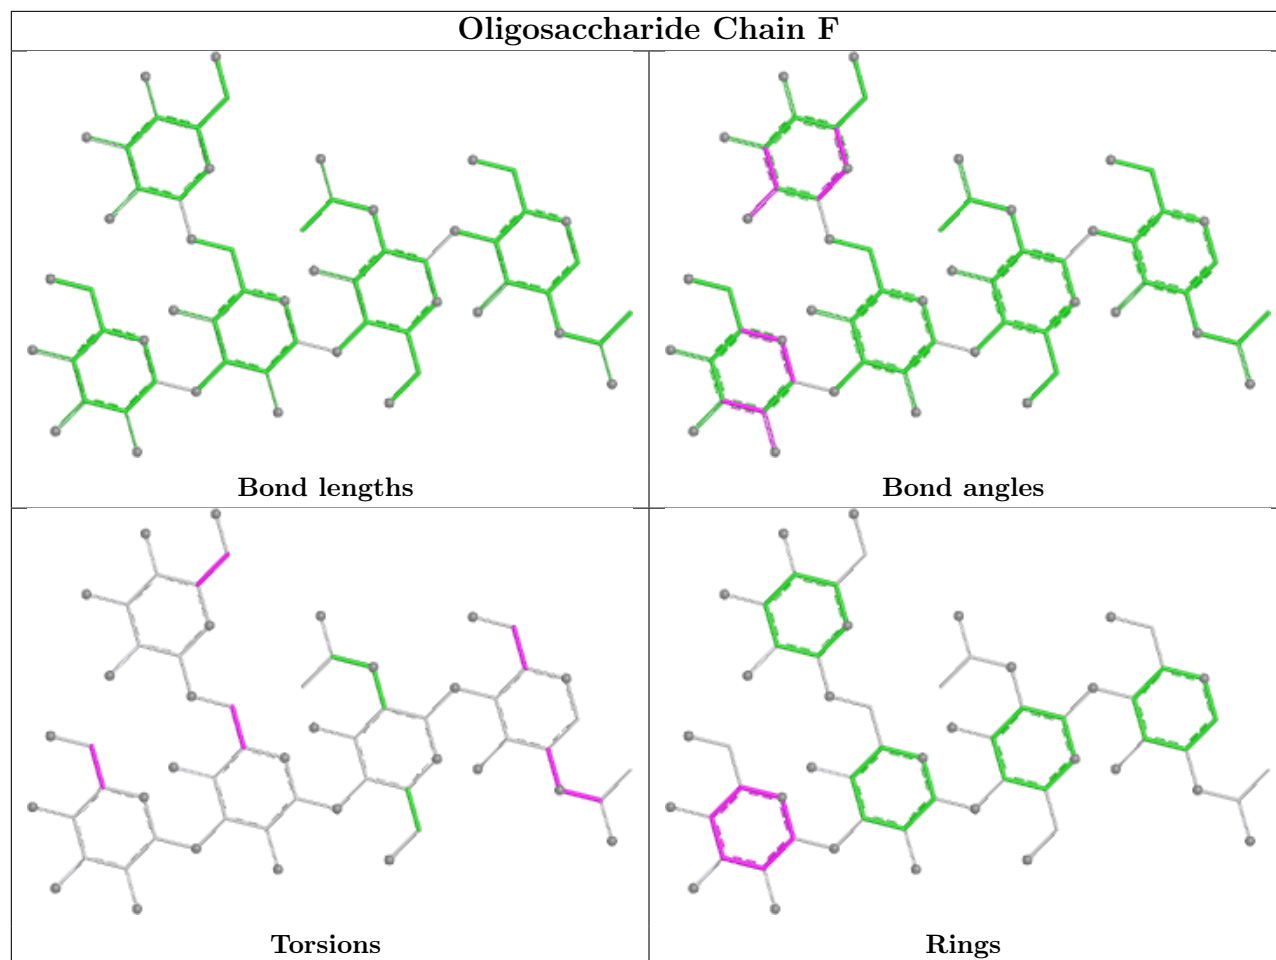 Oligosaccharide Chain F
Bond lengths
Bond angles
Torsions
Rings